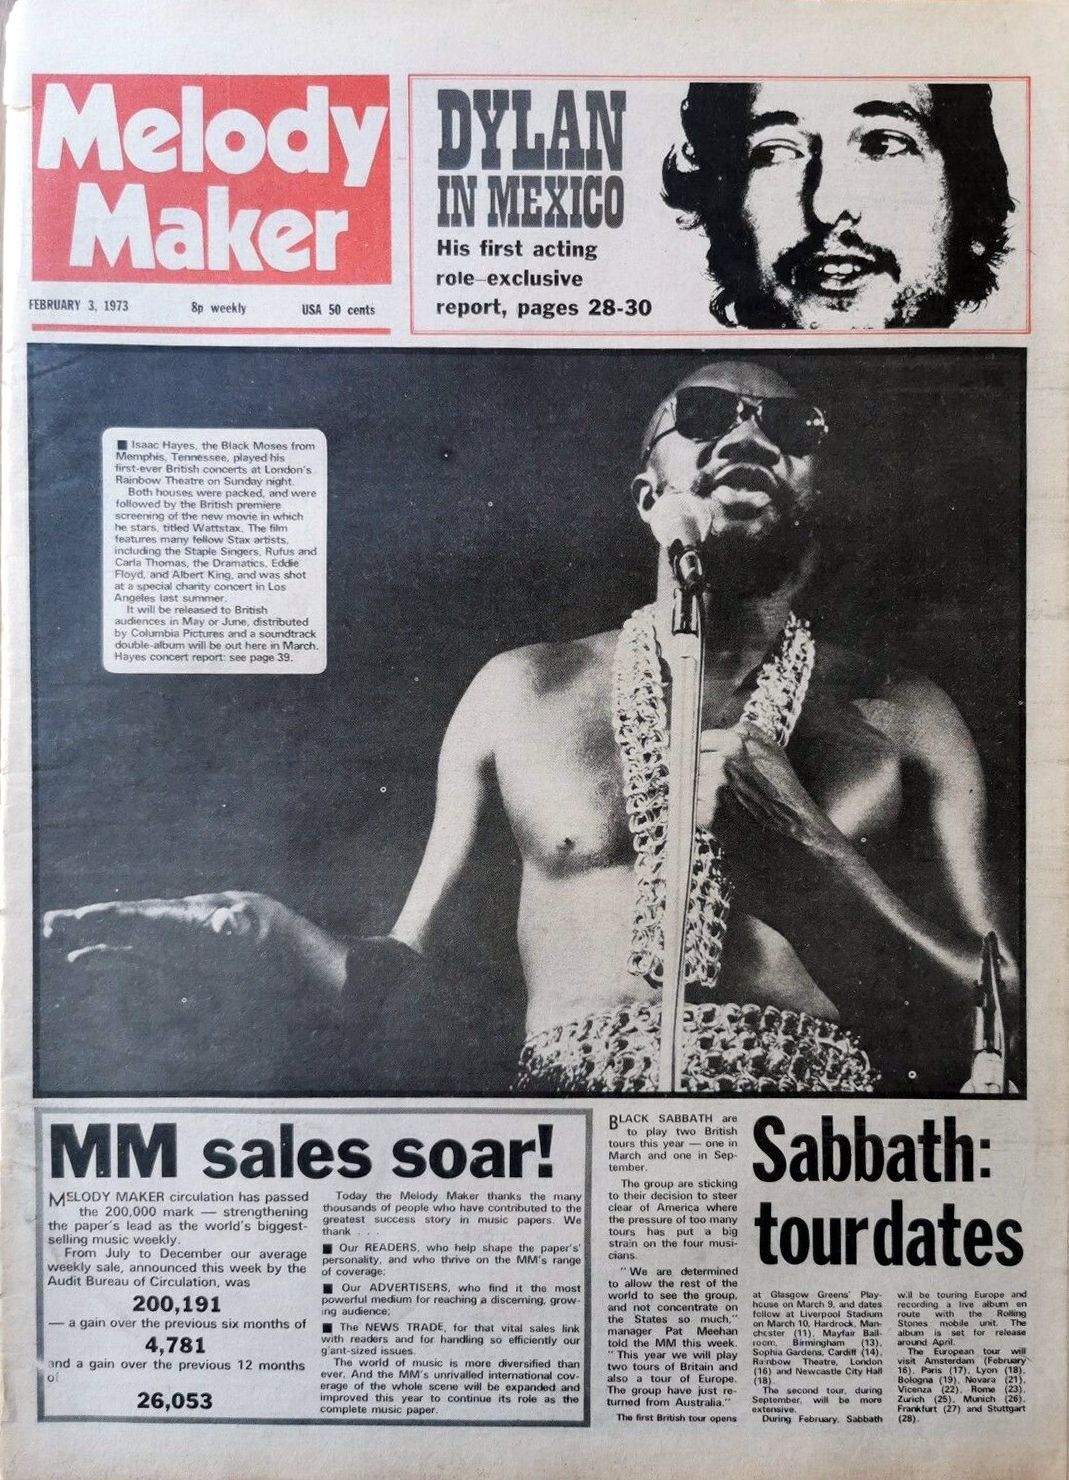 Melody
Maker
FEBRUARY 3, 1973 8p weekly USA 50 cents
DYLAN
IN MEXICO
His first acting
role—exclusive
report, pages 28-30
■ Isaac Hayes, the Black Moses from
Memphis, Tennessee, played his
first-ever British concerts at London's
Rainbow Theatre on Sunday night.
Both houses were packed, and were
followed by the British premiere
screening of the new movie in which
he stars, titled Wattstax. The film
features many fellow Stax artists,
including the Staple Singers, Rufus and
Carla Thomas, the Dramatics, Eddie
Floyd, and Albert King, and was shot
at a special charity concert in Los
Angeles last summer.
It will be released to British
audiences in May or June, distributed
by Columbia Pictures and a soundtrack
double-album will be out here in March.
Hayes concert report: see page 39.
MM sales soar!
MELODY MAKER circulation has passed
the 200,000 mark — strengthening
the paper's lead as the world's biggest-
selling music weekly.
From July to December our average
weekly sale, announced this week by the
Audit Bureau of Circulation, was
200,191
— a gain over the previous six months of
4,781
and a gain over the previous 12 months
of
26,053
Today the Melody Maker thanks the many
thousands of people who have contributed to the
greatest success story in music papers. We
thank . . .
■ Our READERS, who help shape the paper's
personality, and who thrive on the MM's range
of coverage;
■ Our ADVERTISERS, who find it the most
powerful medium for reaching a discerning, grow-
ing audience;
■ The NEWS TRADE, for that vital sales link
with readers and for handling so efficiently our
giant-sized issues.
The world of music is more diversified than
ever. And the MM's unrivalled international cov-
erage of the whole scene will be expanded and
improved this year to continue its role as the
complete music paper.
BLACK SABBATH are
to play two British
tours this year — one in
March and one in Sep-
tember.
The group are sticking
to their decision to steer
clear of America where
the pressure of too many
tours has put a big
strain on the four musi-
cians.
"We are determined
to allow the rest of the
world to see the group,
and not concentrate on
the States so much,"
manager Pat Meehan
told the MM this week.
"This year we will play
two tours of Britain and
also a tour of Europe.
The group have just re-
turned from Australia."
The first British tour opens
Sabbath:
tour dates
at Glasgow Greens' Play-
house on March 9, and dates
follow at Liverpool Stadium
on March 10, Hardrock, Man-
chester (11), Mayfair Ball-
room, Birmingham (13),
Sophia Gardens, Cardiff (14),
Rainbow Theatre, London
(16) and Newcastle City Hall
(18).
The second tour, during
September, will be more
extensive.
During February, Sabbath
will be touring Europe and
recording a live album en
route with the Rolling
Stones mobile unit. The
album is set for release
around April.
The European tour will
visit Amsterdam (February
16), Paris (17), Lyon (18),
Bologna (19), Novara (21),
Vicenza (22), Rome (23),
Zurich (25), Munich (26),
Frankfurt (27) and Stuttgart
(28).